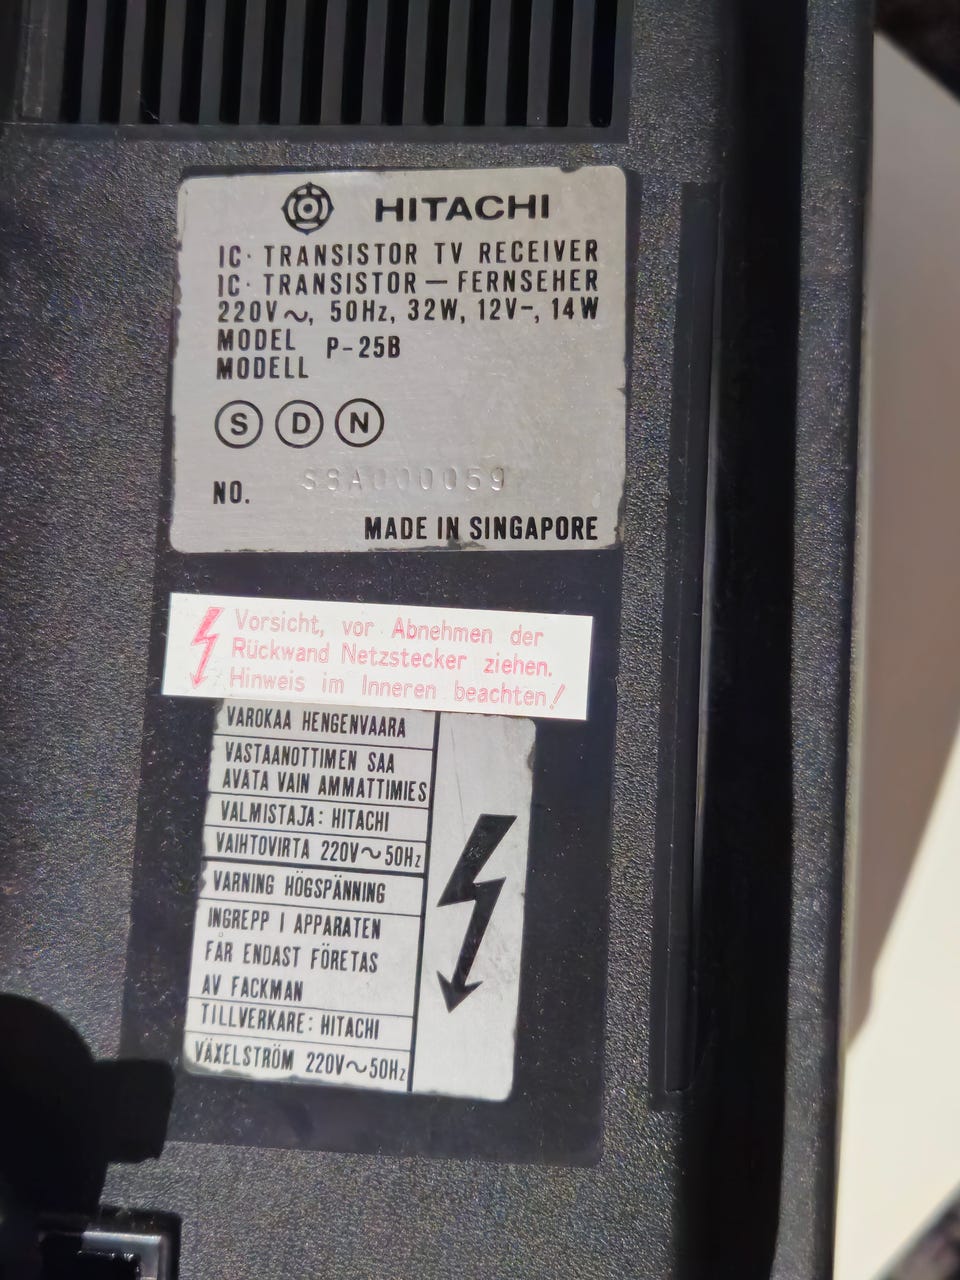 HITACHI
IC· TRANSISTOR TV RECEIVER
IC· TRANSISTOR — FERNSEHER
220V∼, 50Hz, 32W, 12V⎓, 14W
MODEL P-25B
MODELL
S D N
NO. S8A000059
MADE IN SINGAPORE
Vorsicht, vor Abnehmen der
Rückwand Netzstecker ziehen.
Hinweis im Inneren beachten!
VAROKAA HENGENVAARA
VASTAANOTTIMEN SAA
AVATA VAIN AMMATTIMIES
VALMISTAJA: HITACHI
VAIHTOVIRTA 220V∼50Hz
VARNING HÖGSPÄNNING
INGREPP I APPARATEN
FÅR ENDAST FÖRETAS
AV FACKMAN
TILLVERKARE: HITACHI
VÄXELSTRÖM 220V∼50Hz